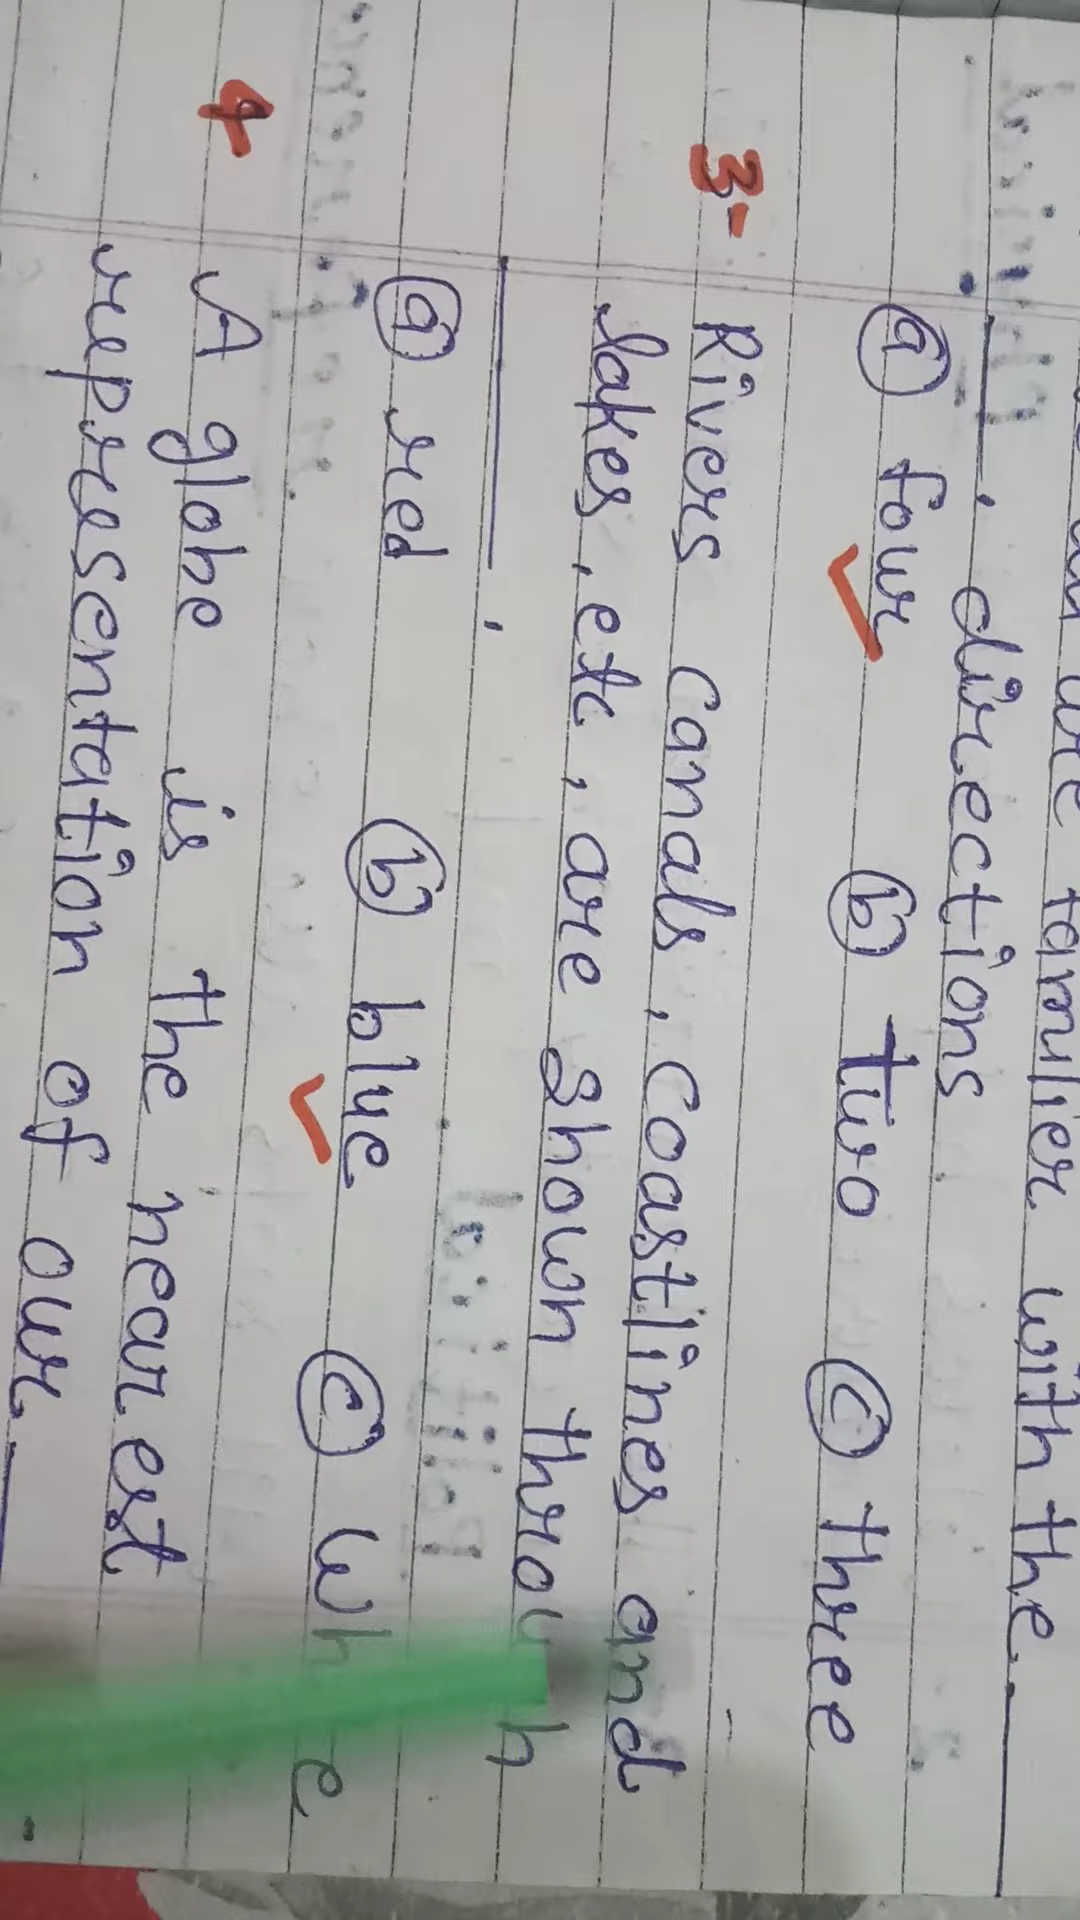 are familier with the
. directions
(a) four ✓ (b) two (c) three
3- Rivers canals, coastlines and
lakes, etc, are shown through
.
(a) red (b) blue ✓ (c)
4 A globe is the nearest
representation of our